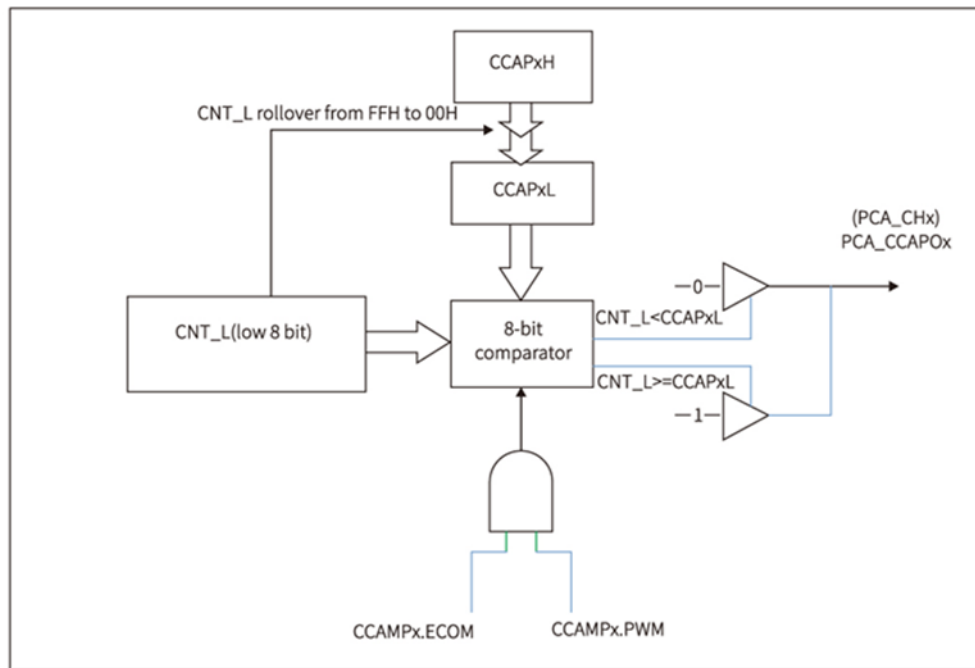 CCAPxH
CNT_L rollover from FFH to 00H
CCAPxL
(PCA_CHx)
PCA_CCAPOx
0
CNT_L(low 8 bit)
8-bit
comparator
CNT_L<CCAPxL
CNT_L>=CCAPxL
1
CCAMPx.ECOM
CCAMPx.PWM